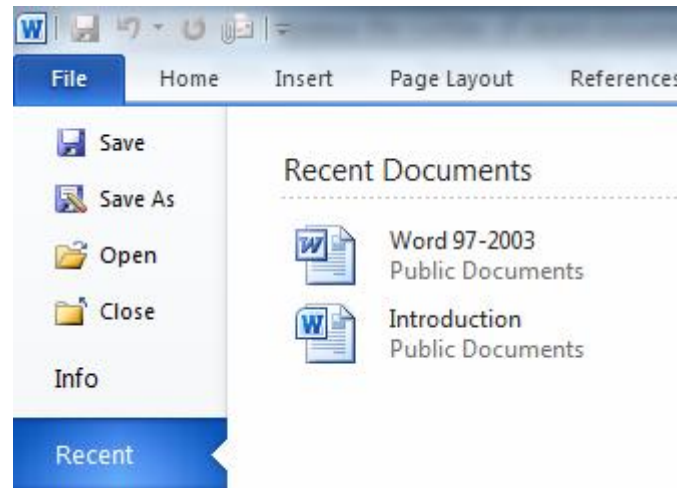 File Home Insert Page Layout References
Save
Save As
Open
Close
Info
Recent
Recent Documents
Word 97-2003
Public Documents
Introduction
Public Documents